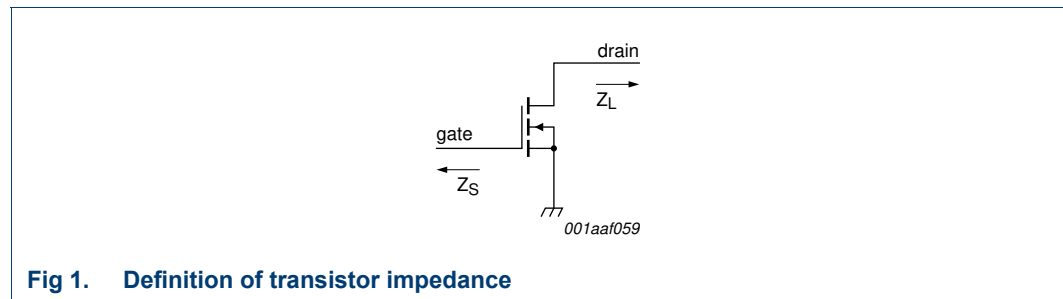 drain
Z_L
gate
Z_S
001aaf059
Fig 1. Definition of transistor impedance